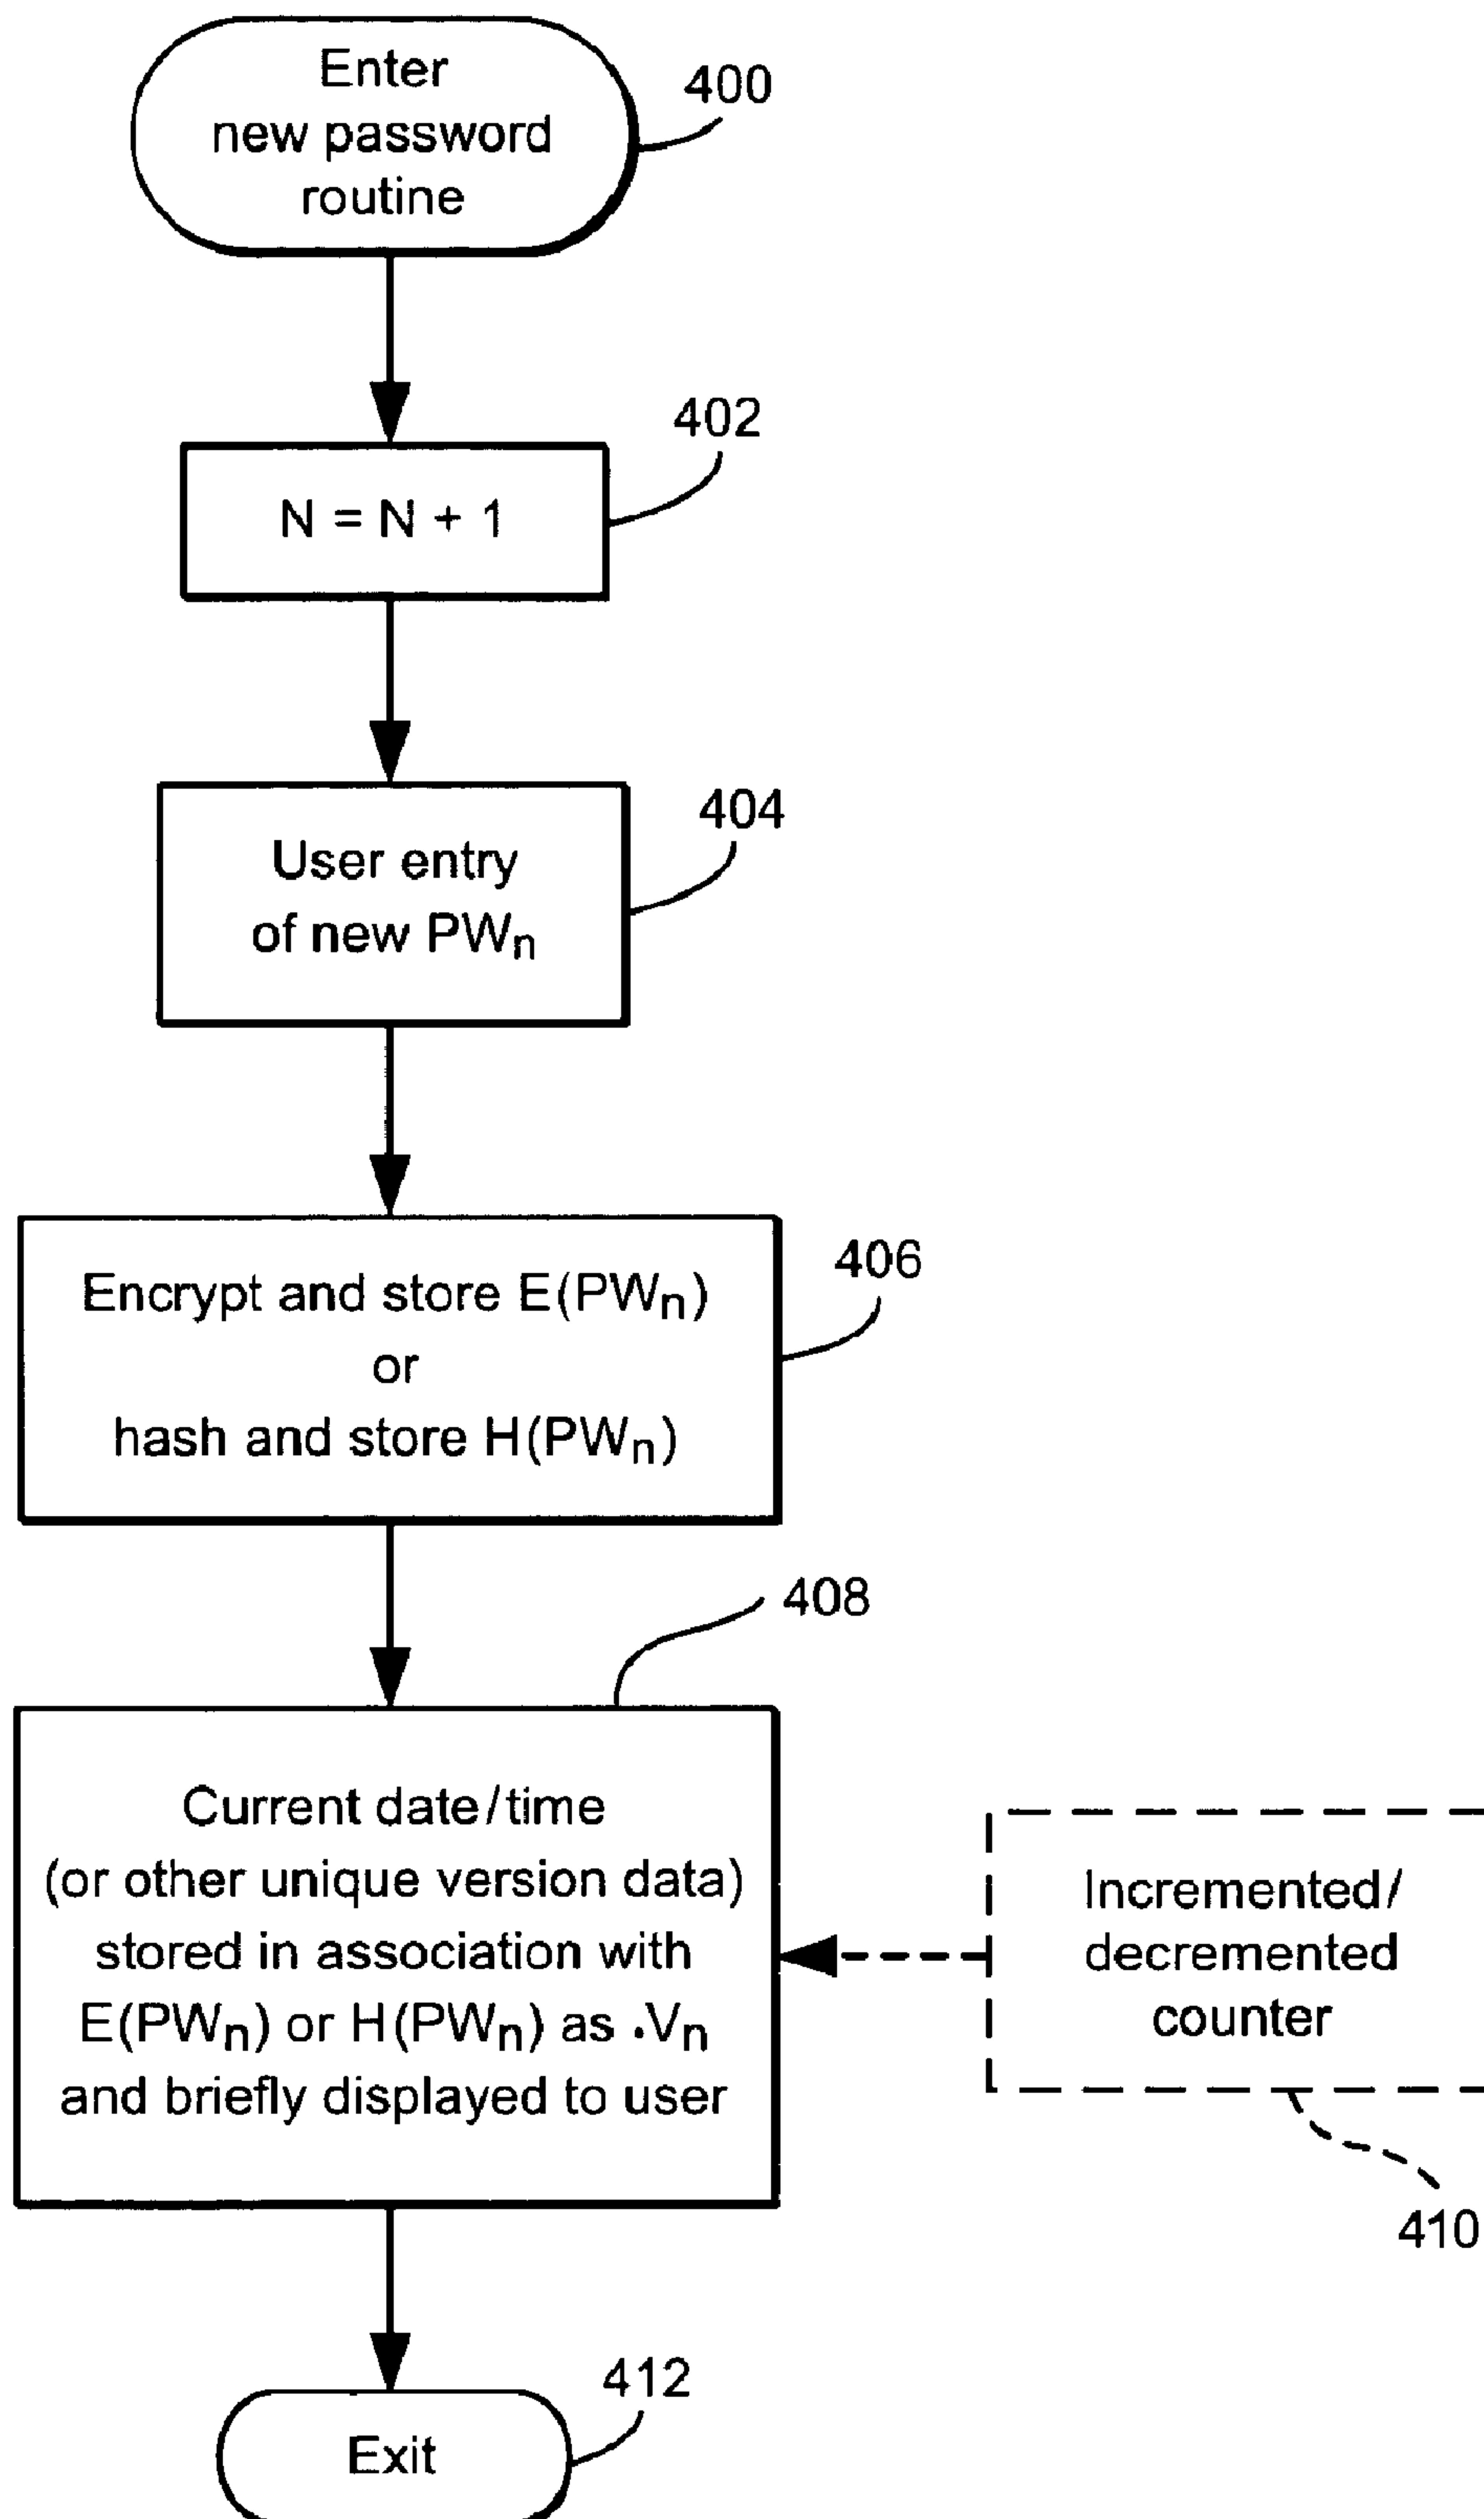 Enter
new password
routine
400
N = N + 1
402
User entry
of new PWn
404
Encrypt and store E(PWn)
or
hash and store H(PWn)
406
408
Current date/time
(or other unique version data)
stored in association with
E(PWn) or H(PWn) as .Vn
and briefly displayed to user
Incremented/
decremented
counter
410
Exit
412